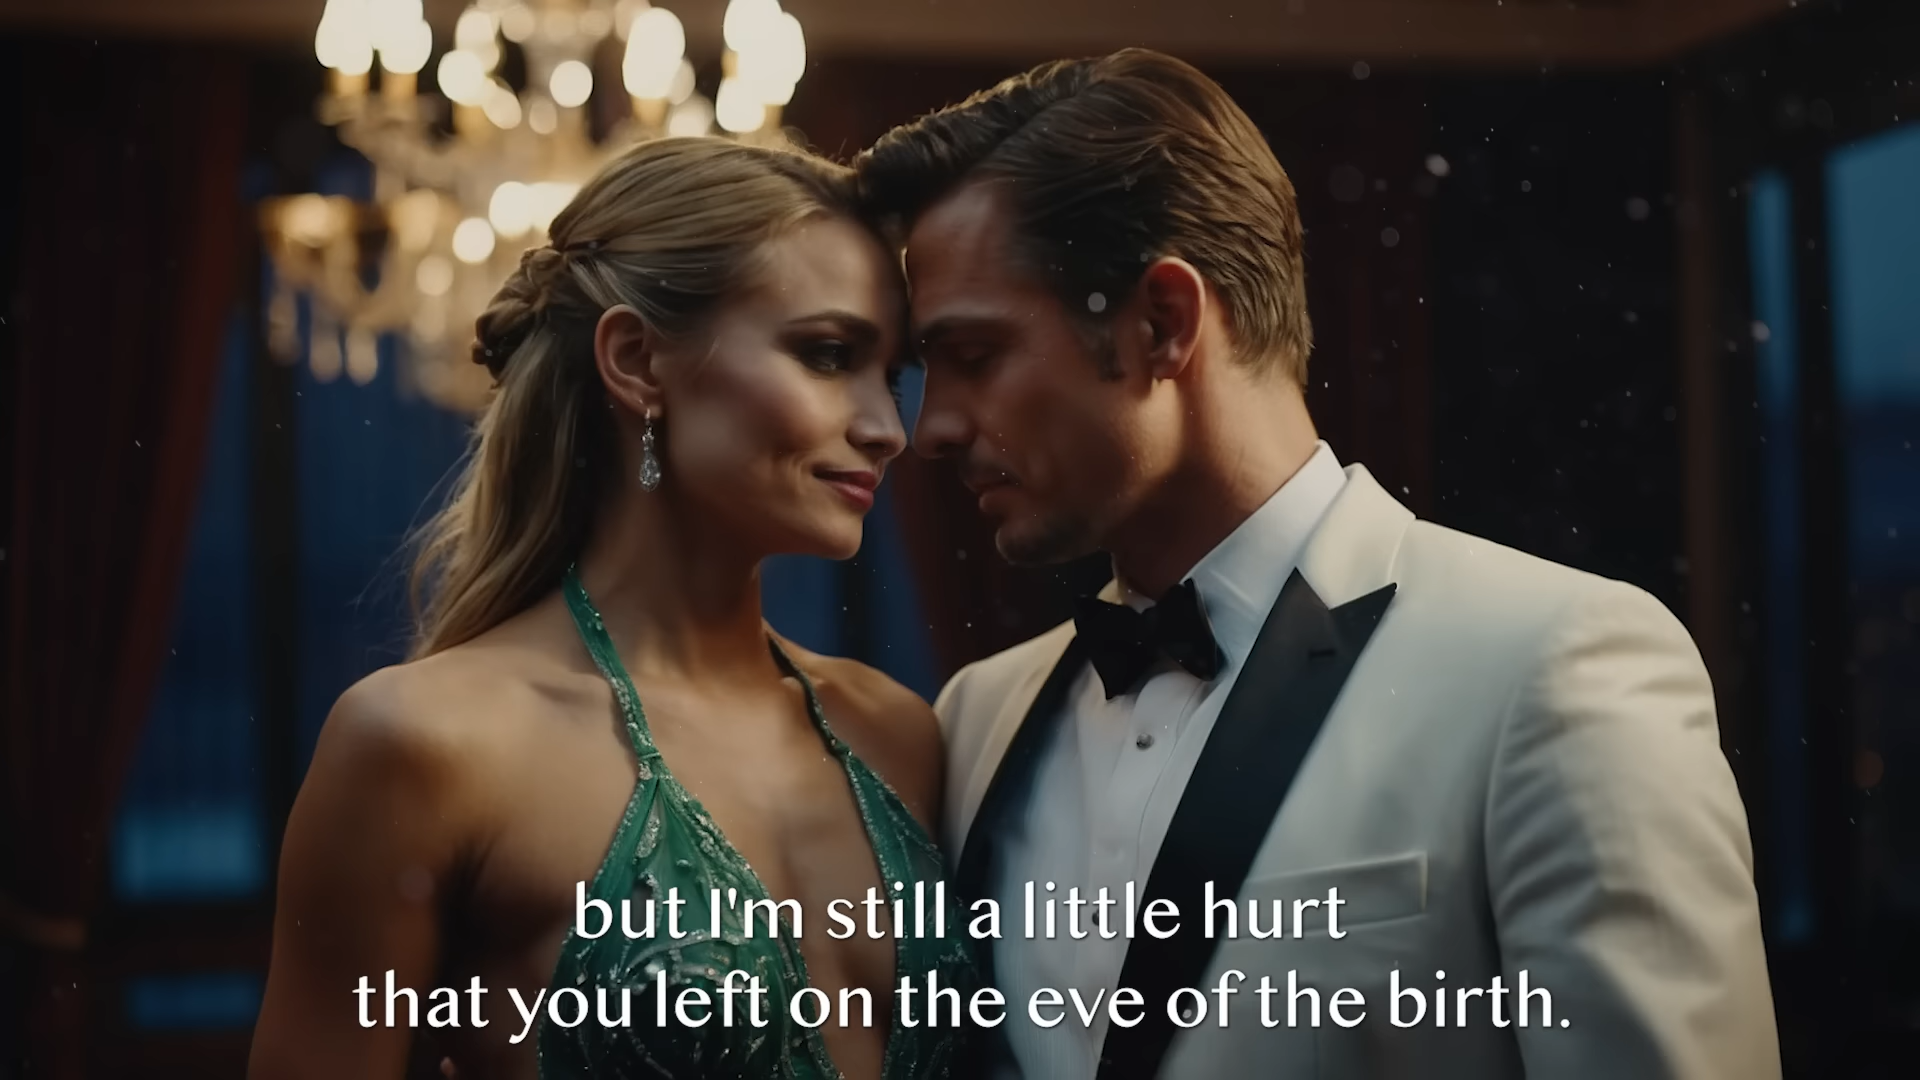 but I'm still a little hurt
that you left on the eve of the birth.